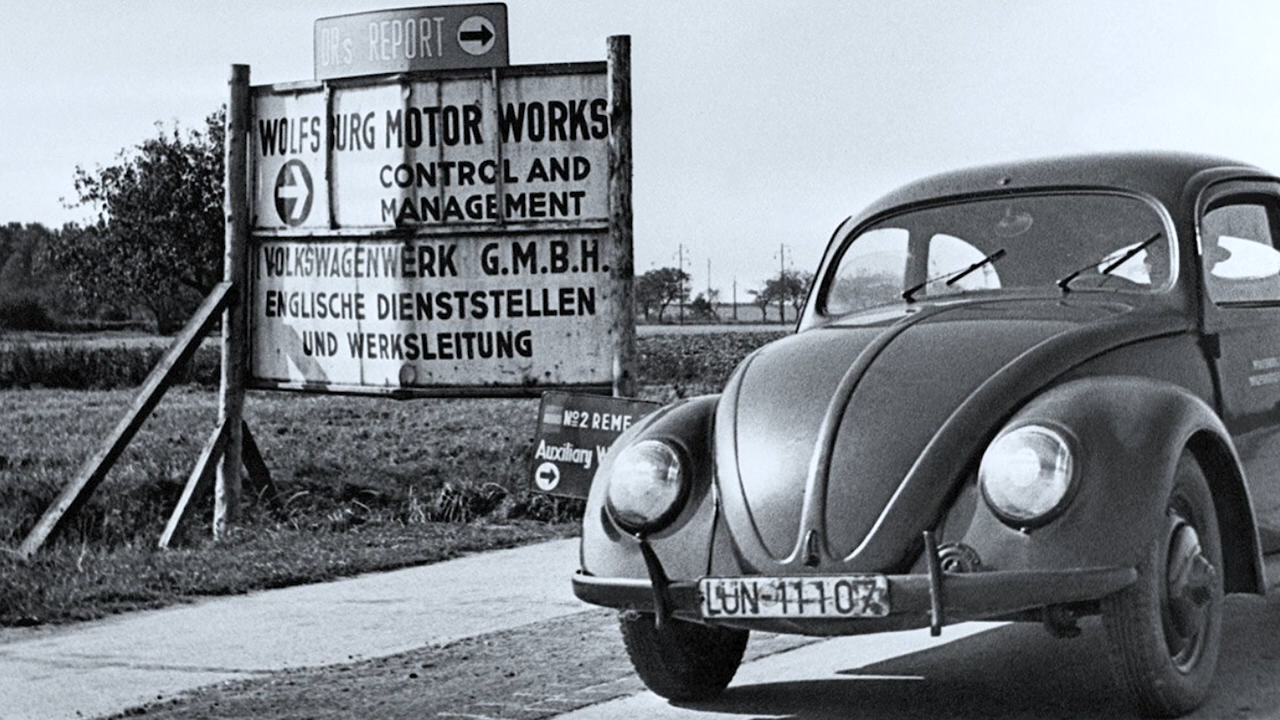 REPORT
WOLFSBURG MOTOR WORKS
CONTROL AND
MANAGEMENT
VOLKSWAGENWERK G.M.B.H.
ENGLISCHE DIENSTSTELLEN
UND WERKSLEITUNG
Nº2 REME
Auxiliary
LUN-11107